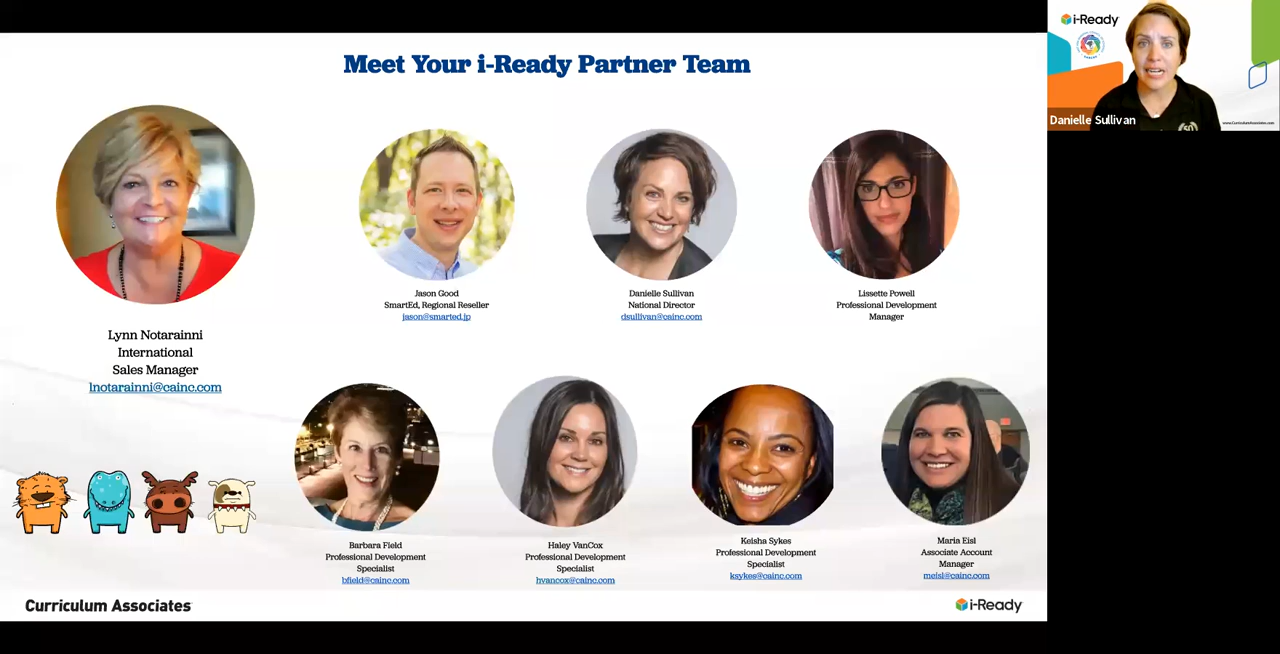 Meet Your i-Ready Partner Team
Lynn Notarainni
International
Sales Manager
lnotarainni@cainc.com
Jason Good
SmartEd, Regional Reseller
jason@smarted.jp
Danielle Sullivan
National Director
dsullivan@cainc.com
Lissette Powell
Professional Development
Manager
Barbara Field
Professional Development
Specialist
bfield@cainc.com
Haley VanCox
Professional Development
Specialist
hvancox@cainc.com
Keisha Sykes
Professional Development
Specialist
ksykes@cainc.com
Maria Eisl
Associate Account
Manager
meisl@cainc.com
Curriculum Associates
i-Ready
i-Ready
Danielle Sullivan
www.CurriculumAssociates.com